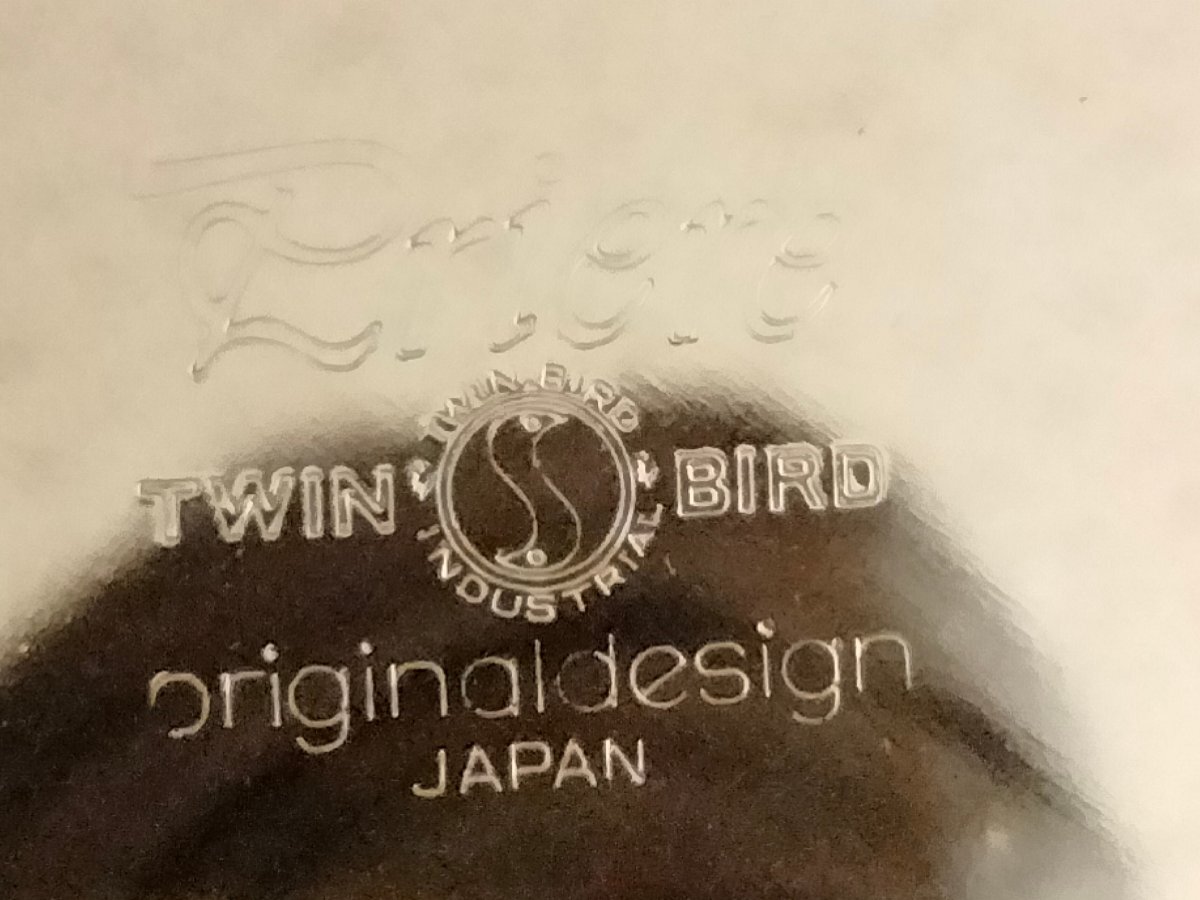 TWIN BIRD
TWIN BIRD
INDUSTRIAL
originaldesign
JAPAN